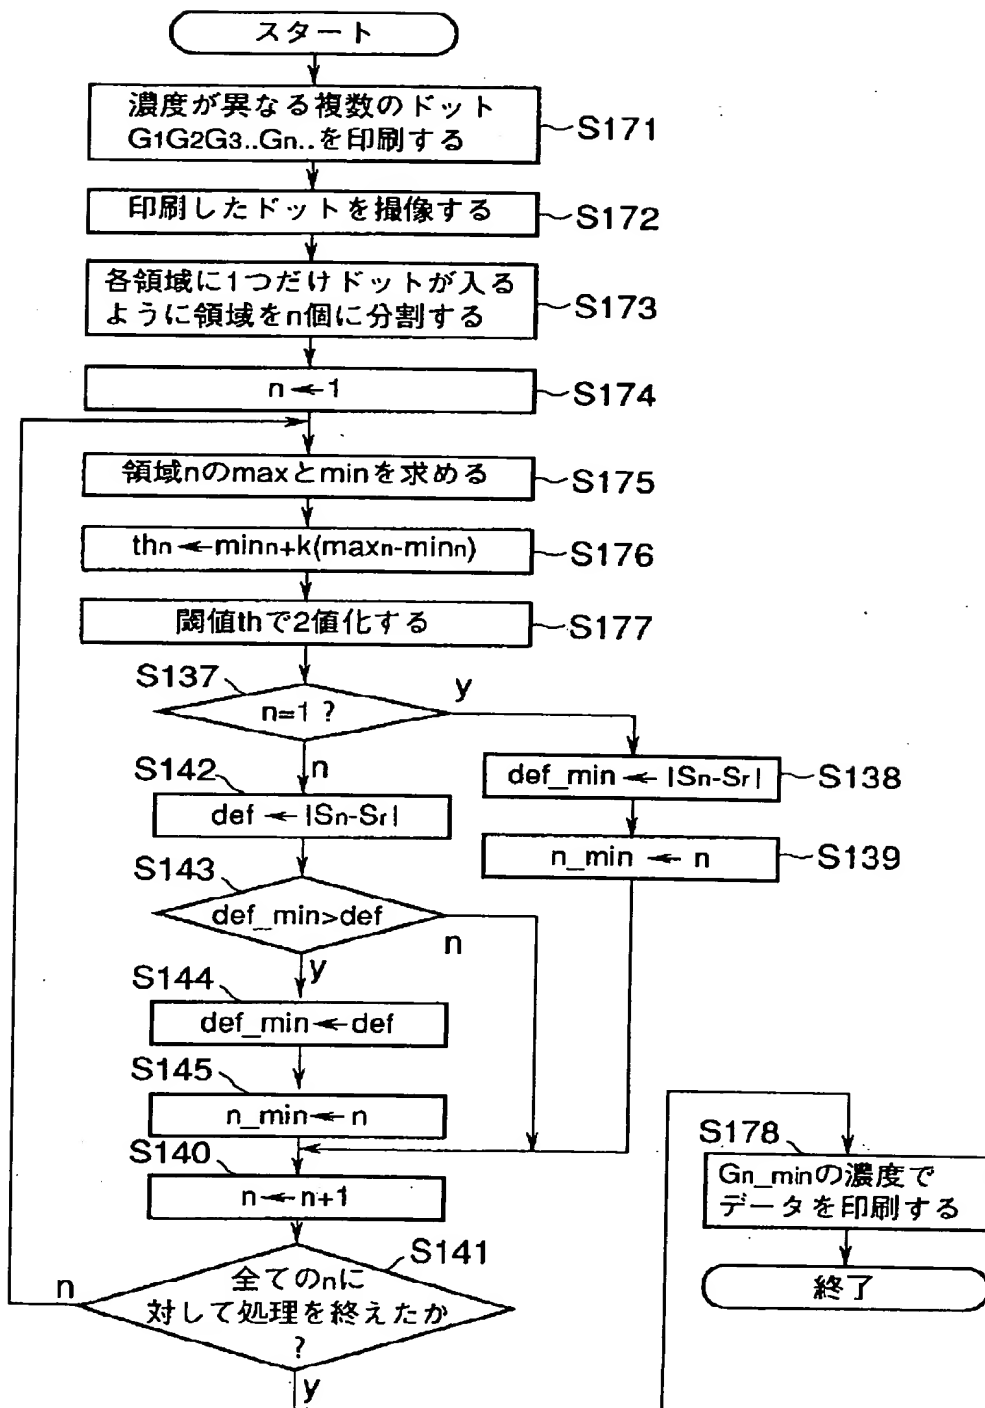 スタート
濃度が異なる複数のドット
G1G2G3..Gn..を印刷する
S171
印刷したドットを撮像する
S172
各領域に1つだけドットが入る
ように領域をn個に分割する
S173
n←1
S174
領域nのmaxとminを求める
S175
thn←minn+k(maxn-minn)
S176
閾値thで2値化する
S177
S137
n=1 ?
y
n
S142
def ← |Sn-Sr|
def_min ← |Sn-Sr|
S138
n_min ← n
S139
S143
def_min>def
n
y
S144
def_min←def
S145
n_min←n
S140
n←n+1
S141
全てのnに
対して処理を終えたか
?
n
y
S178
Gn_minの濃度で
データを印刷する
終了